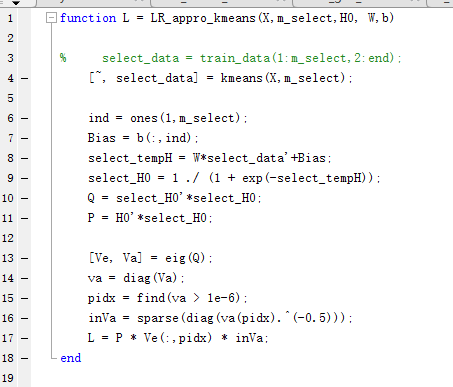 1 function L = LR_appro_kmeans(X,m_select,H0, W,b)
2
3 % select_data = train_data(1:m_select,2:end);
4 – [~, select_data] = kmeans(X,m_select);
5
6 – ind = ones(1,m_select);
7 – Bias = b(:,ind);
8 – select_tempH = W*select_data'+Bias;
9 – select_H0 = 1 ./ (1 + exp(-select_tempH));
10 – Q = select_H0'*select_H0;
11 – P = H0'*select_H0;
12
13 – [Ve, Va] = eig(Q);
14 – va = diag(Va);
15 – pidx = find(va > 1e-6);
16 – inVa = sparse(diag(va(pidx).^(-0.5)));
17 – L = P * Ve(:,pidx) * inVa;
18 – end
19